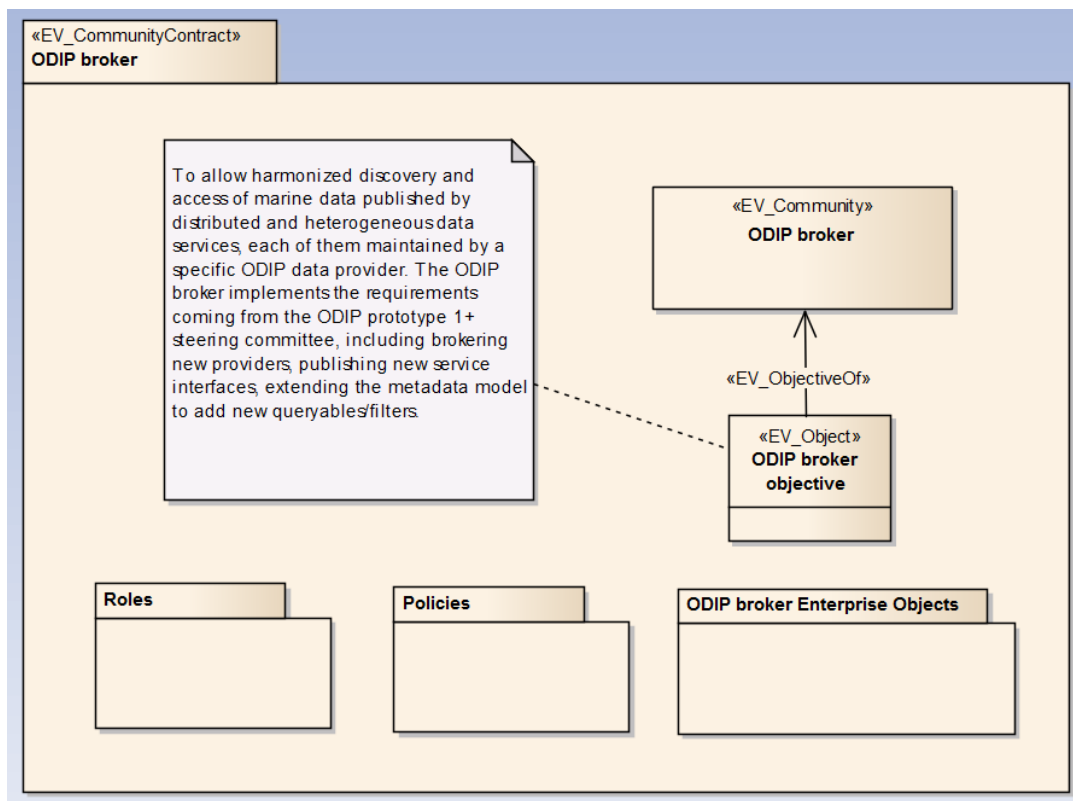 «EV_CommunityContract»
ODIP broker
To allow harmonized discovery and
access of marine data published by
distributed and heterogeneous data
services, each of them maintained by a
specific ODIP data provider. The ODIP
broker implements the requirements
coming from the ODIP prototype 1+
steering committee, including brokering
new providers, publishing new service
interfaces, extending the metadata model
to add new queryables/filters.
«EV_Community»
ODIP broker
«EV_ObjectiveOf»
«EV_Object»
ODIP broker
objective
Roles
Policies
ODIP broker Enterprise Objects